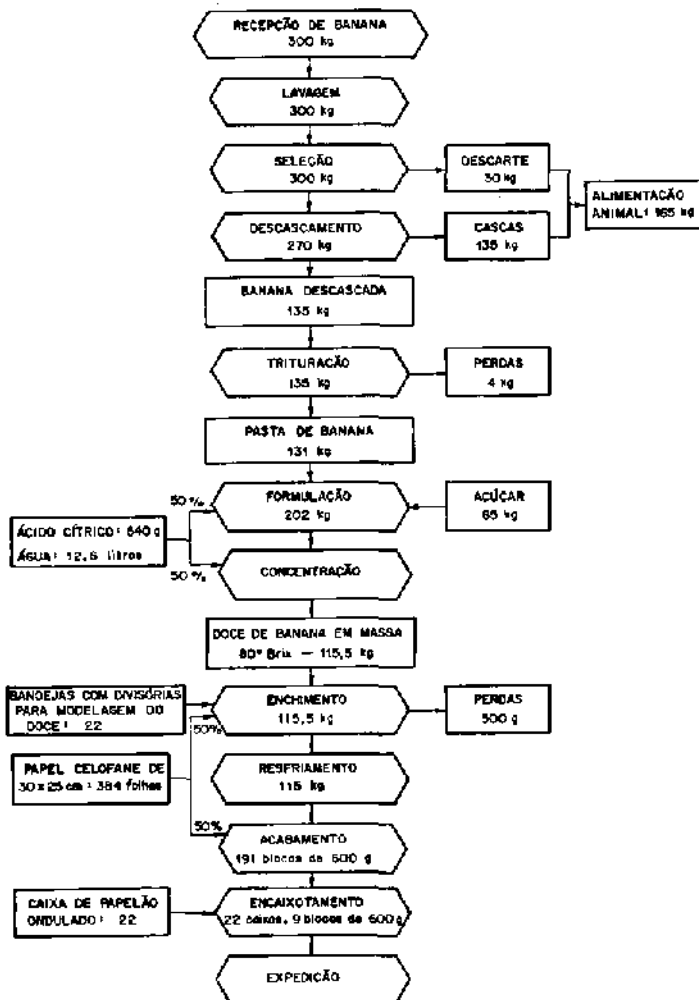 RECEPÇÃO DE BANANA
300 kg
LAVAGEM
300 kg
SELEÇÃO
300 kg
DESCARTE
30 kg
ALIMENTAÇÃO
ANIMAL: 165 kg
DESCASCAMENTO
270 kg
CASCAS
135 kg
BANANA DESCASCADA
135 kg
TRITURAÇÃO
135 kg
PERDAS
4 kg
PASTA DE BANANA
131 kg
50 %
FORMULAÇÃO
202 kg
AÇÚCAR
65 kg
ÁCIDO CÍTRICO: 640 g
ÁGUA: 12,6 litros
50 %
CONCENTRAÇÃO
DOCE DE BANANA EM MASSA
80° Brix — 115,5 kg
BANDEJAS COM DIVISÓRIAS
PARA MODELAGEM DO
DOCE: 22
50%
ENCHIMENTO
115,5 kg
PERDAS
500 g
PAPEL CELOFANE DE
30 x 25 cm: 384 folhas
RESFRIAMENTO
115 kg
50%
ACABAMENTO
191 blocos de 600 g
CAIXA DE PAPELÃO
ONDULADO: 22
ENCAIXOTAMENTO
22 caixas, 9 blocos de 600 g
EXPEDIÇÃO